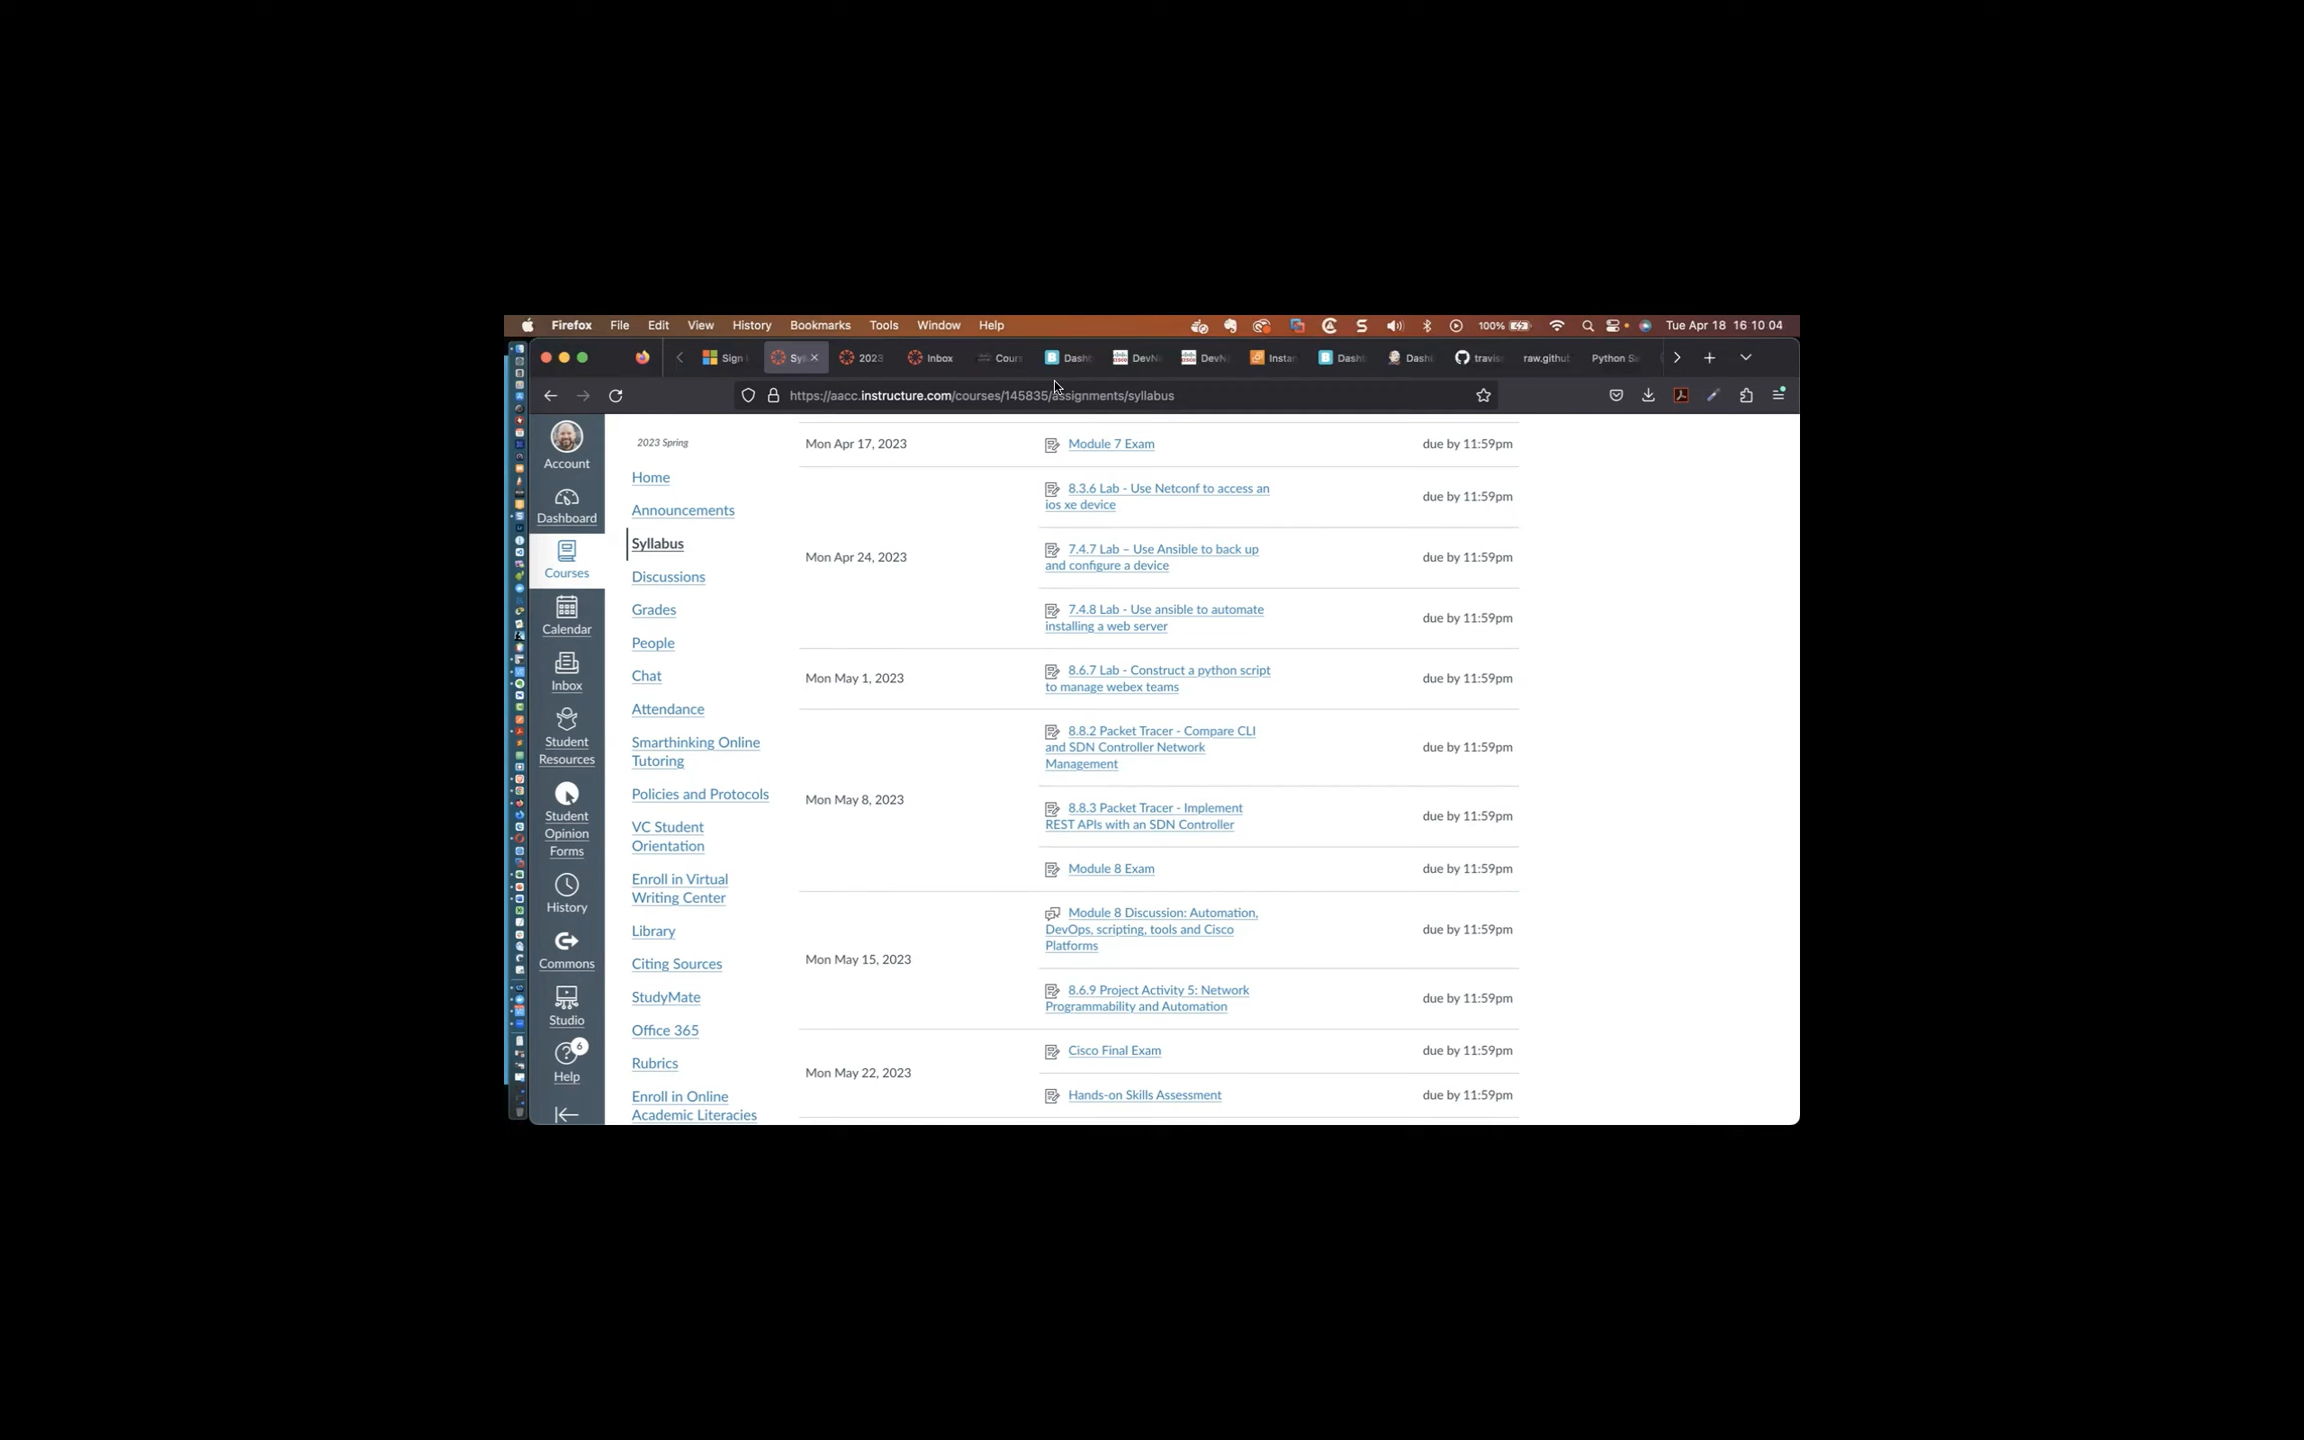 Firefox File Edit View History Bookmarks Tools Window Help 100% Tue Apr 18 16 10 04
Sign Syl 2023 Inbox Cour Dash DevN DevN Instan Dash Dash travis raw.githu Python
https://aacc.instructure.com/courses/145835/assignments/syllabus
Account
Dashboard
Courses
Calendar
Inbox
Student
Resources
Student
Opinion
Forms
History
Commons
Studio
6
Help
2023 Spring
Home
Announcements
Syllabus
Discussions
Grades
People
Chat
Attendance
Smarthinking Online
Tutoring
Policies and Protocols
VC Student
Orientation
Enroll in Virtual
Writing Center
Library
Citing Sources
StudyMate
Office 365
Rubrics
Enroll in Online
Academic Literacies
Mon Apr 17, 2023
Module 7 Exam
due by 11:59pm
Mon Apr 24, 2023
8.3.6 Lab - Use Netconf to access an
ios xe device
due by 11:59pm
7.4.7 Lab – Use Ansible to back up
and configure a device
due by 11:59pm
7.4.8 Lab - Use ansible to automate
installing a web server
due by 11:59pm
Mon May 1, 2023
8.6.7 Lab - Construct a python script
to manage webex teams
due by 11:59pm
Mon May 8, 2023
8.8.2 Packet Tracer - Compare CLI
and SDN Controller Network
Management
due by 11:59pm
8.8.3 Packet Tracer - Implement
REST APIs with an SDN Controller
due by 11:59pm
Module 8 Exam
due by 11:59pm
Mon May 15, 2023
Module 8 Discussion: Automation,
DevOps, scripting, tools and Cisco
Platforms
due by 11:59pm
8.6.9 Project Activity 5: Network
Programmability and Automation
due by 11:59pm
Mon May 22, 2023
Cisco Final Exam
due by 11:59pm
Hands-on Skills Assessment
due by 11:59pm